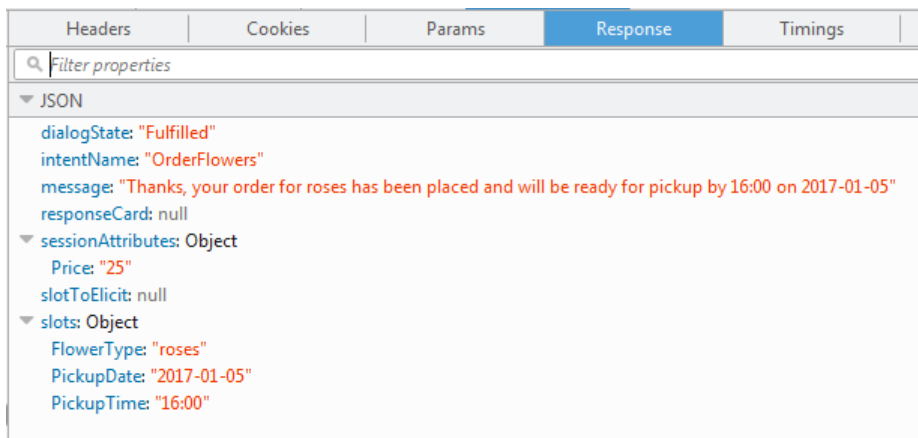 Headers Cookies Params Response Timings
Filter properties
JSON
dialogState: "Fulfilled"
intentName: "OrderFlowers"
message: "Thanks, your order for roses has been placed and will be ready for pickup by 16:00 on 2017-01-05"
responseCard: null
sessionAttributes: Object
Price: "25"
slotToElicit: null
slots: Object
FlowerType: "roses"
PickupDate: "2017-01-05"
PickupTime: "16:00"